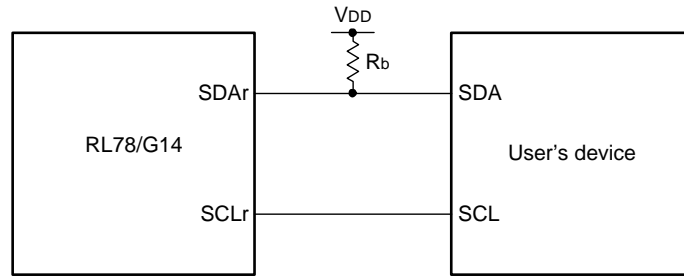 VDD
Rb
SDAr
SDA
RL78/G14
User's device
SCLr
SCL